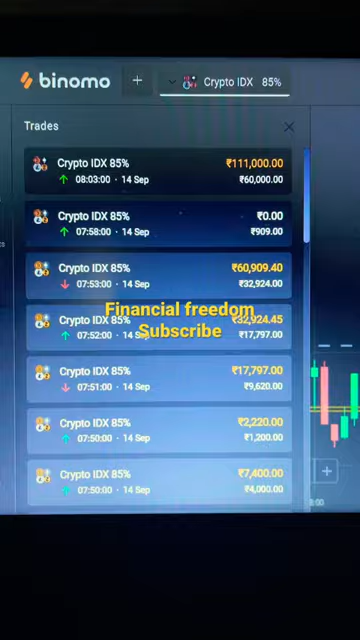 binomo
+
Crypto IDX 85%
Trades
Crypto IDX 85% ₹111,000.00
08:03:00 · 14 Sep ₹60,000.00
Crypto IDX 85% ₹0.00
07:58:00 · 14 Sep ₹909.00
Crypto IDX 85% ₹60,909.40
07:53:00 · 14 Sep ₹32,924.00
Financial freedom
Subscribe
Crypto IDX 85% ₹32,924.45
07:52:00 · 14 Sep ₹17,797.00
Crypto IDX 85% ₹17,797.00
07:51:00 · 14 Sep ₹9,620.00
Crypto IDX 85% ₹2,220.00
07:50:00 · 14 Sep ₹1,200.00
Crypto IDX 85% ₹7,400.00
07:50:00 · 14 Sep ₹4,000.00
+